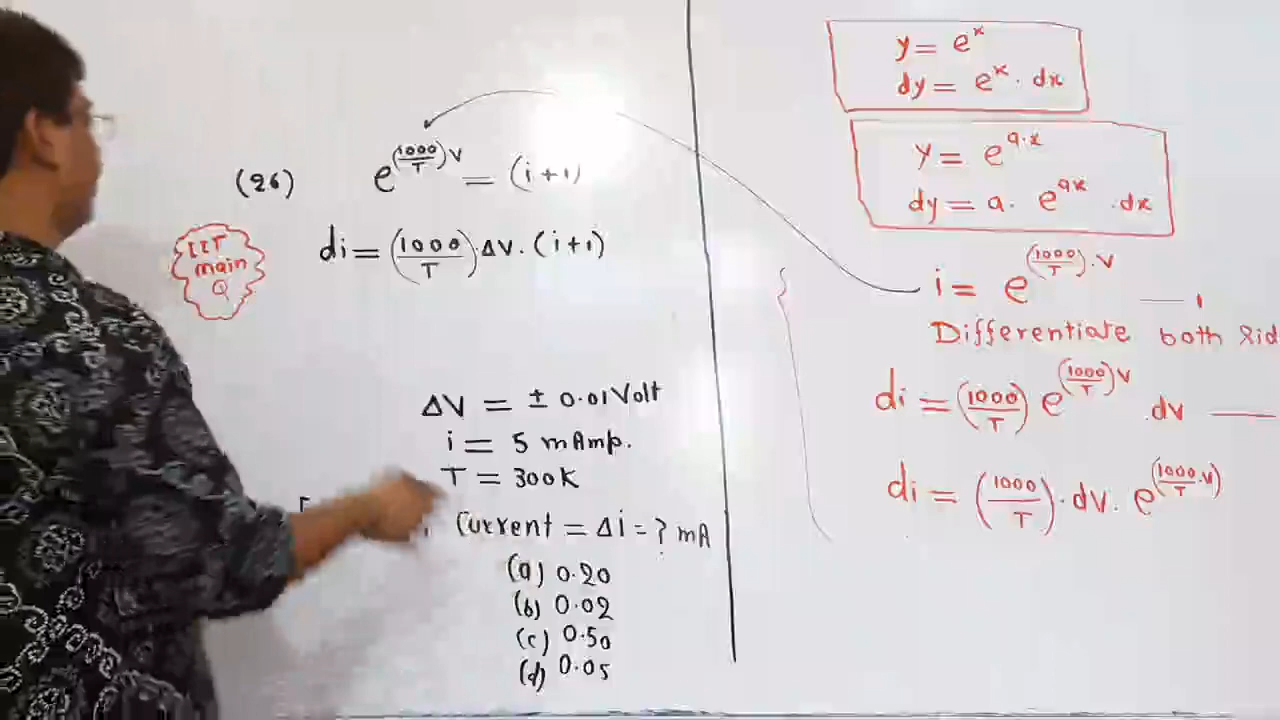 (26) e^(1000/T)V = (i+1)
IIT
main
Q
di = (1000/T) · ΔV. (i+1)
ΔV = ± 0.01 Volt
i = 5 mAmp.
T = 300K
Current = Δi = ? mA
(a) 0.20
(b) 0.02
(c) 0.50
(d) 0.05
y = e^x
dy = e^x · dx
y = e^a·x
dy = a · e^ax · dx
i = e^(1000/T)·V — 1
Differentiate both sid
di = (1000/T) e^(1000/T)V dv —
di = (1000/T) · dv. e^(1000/T·V)